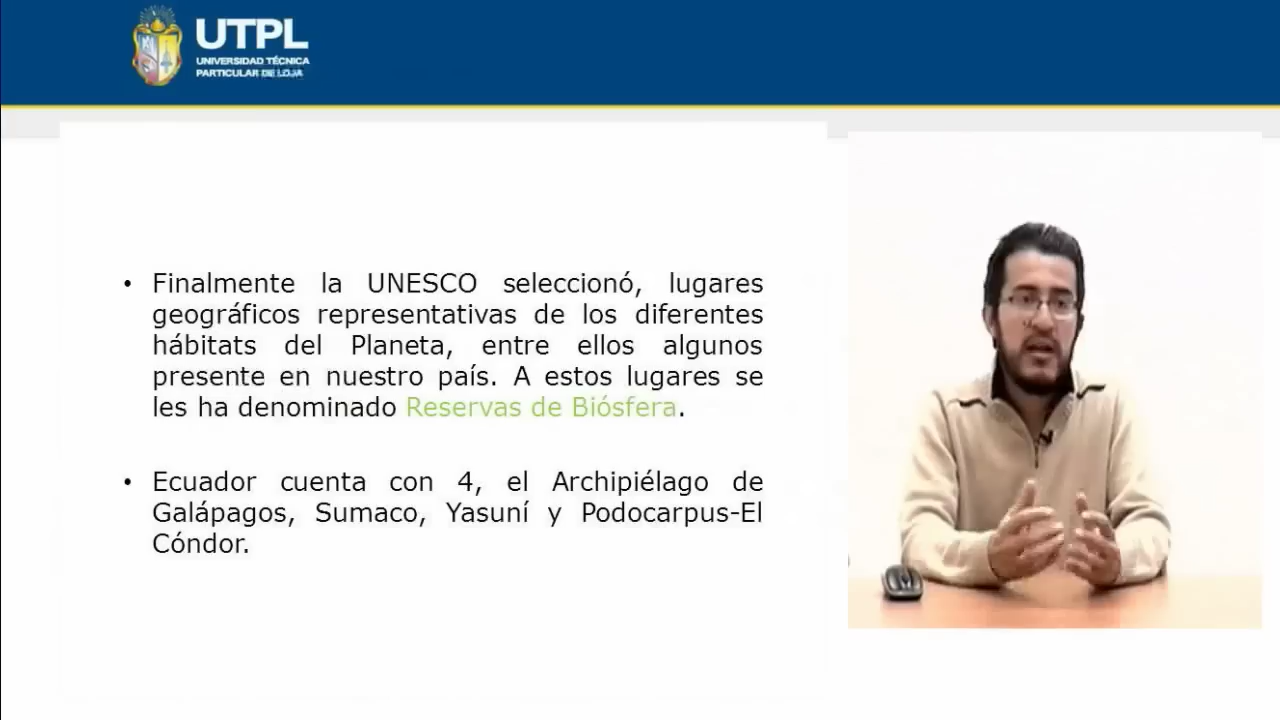 UTPL
UNIVERSIDAD TÉCNICA
PARTICULAR DE LOJA
• Finalmente la UNESCO seleccionó, lugares
geográficos representativas de los diferentes
hábitats del Planeta, entre ellos algunos
presente en nuestro país. A estos lugares se
les ha denominado Reservas de Biósfera.
• Ecuador cuenta con 4, el Archipiélago de
Galápagos, Sumaco, Yasuní y Podocarpus-El
Cóndor.